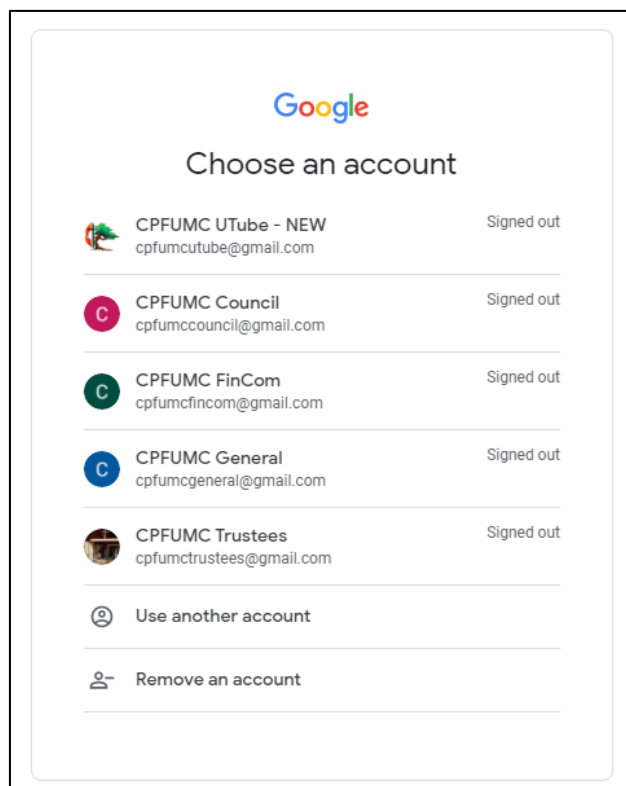 Google
Choose an account
CPFUMC UTube - NEW Signed out
cpfumcutube@gmail.com
C CPFUMC Council Signed out
cpfumccouncil@gmail.com
C CPFUMC FinCom Signed out
cpfumcfincom@gmail.com
C CPFUMC General Signed out
cpfumcgeneral@gmail.com
CPFUMC Trustees Signed out
cpfumctrustees@gmail.com
Use another account
Remove an account